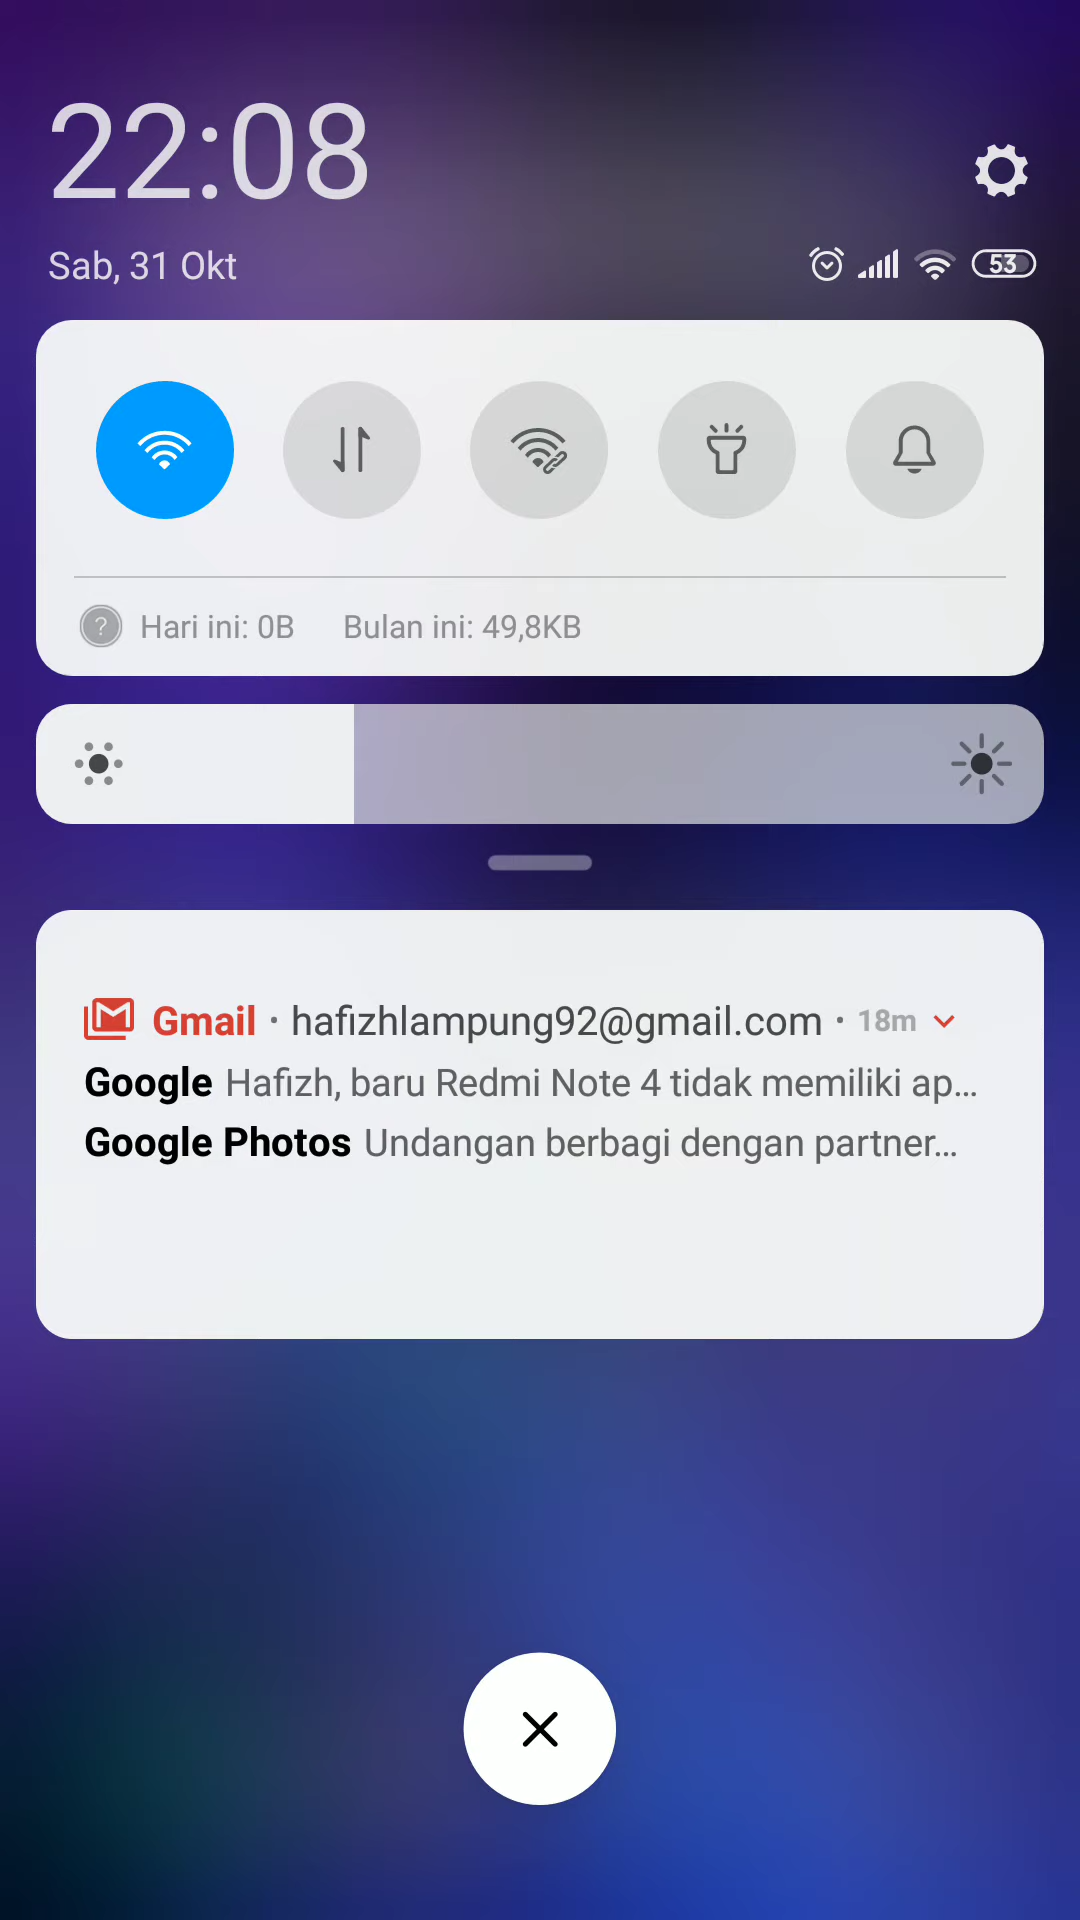 22:08
Sab, 31 Okt
53
? Hari ini: 0B Bulan ini: 49,8KB
Gmail · hafizhlampung92@gmail.com · 18m
Google Hafizh, baru Redmi Note 4 tidak memiliki ap...
Google Photos Undangan berbagi dengan partner...